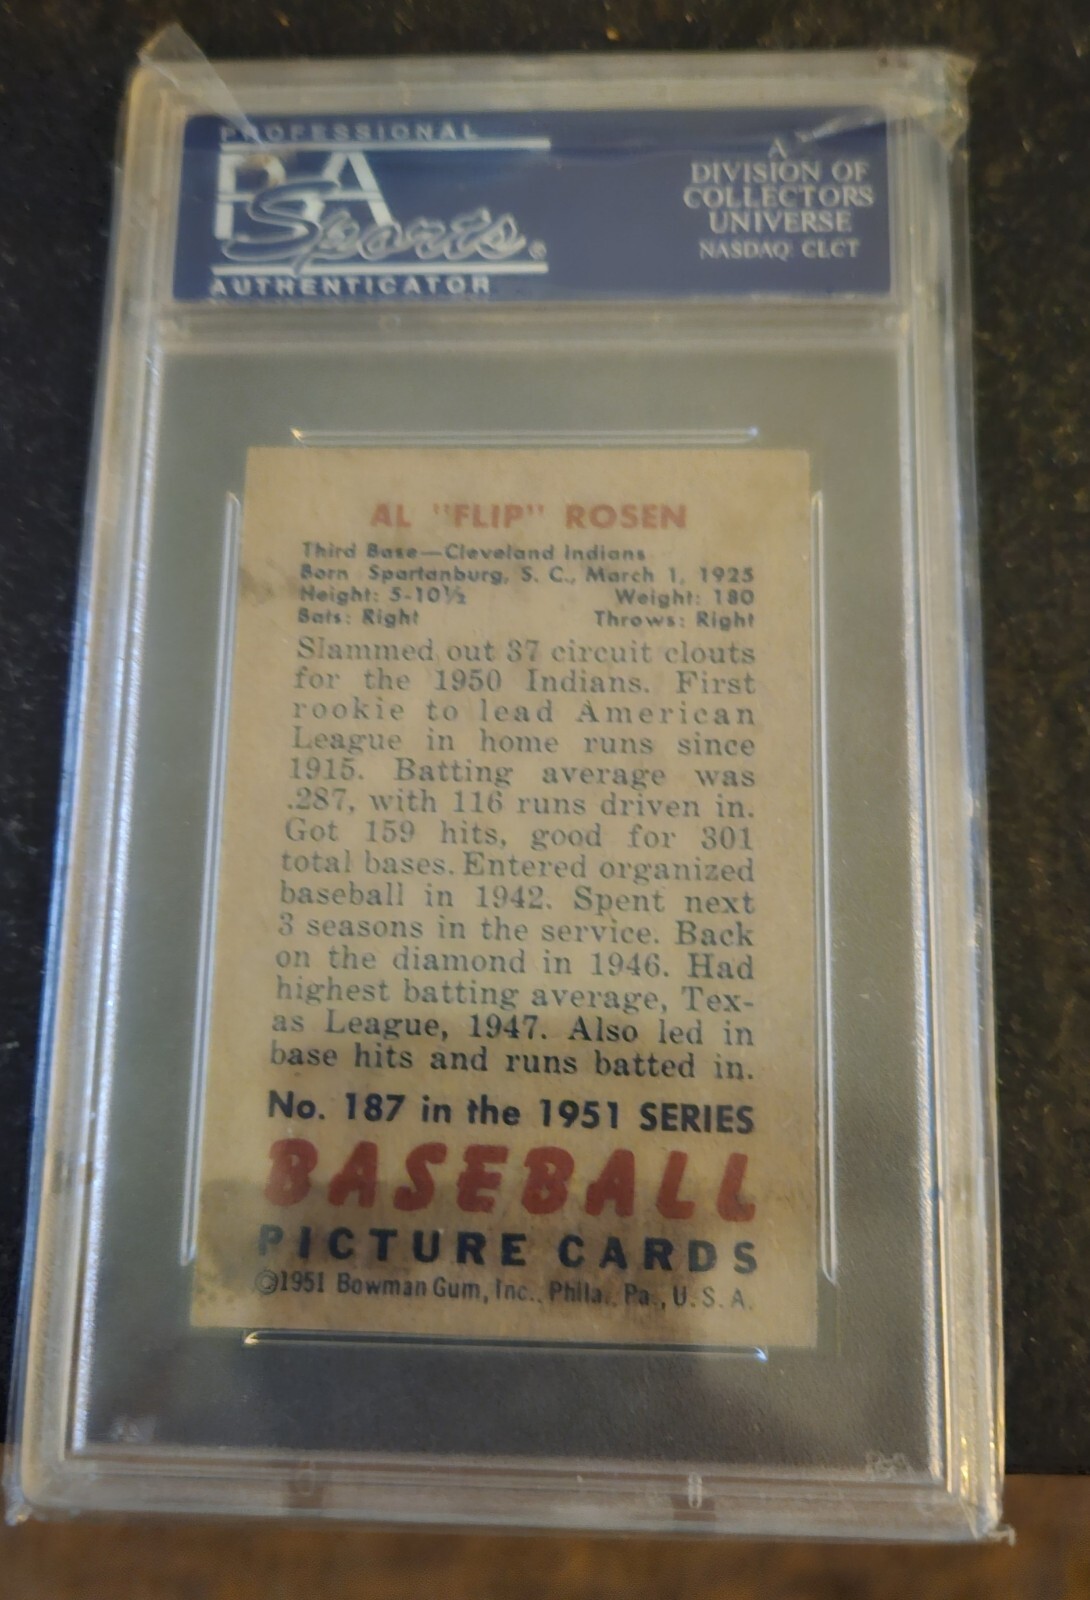 PROFESSIONAL
PSA
Sports®
AUTHENTICATOR
A
DIVISION OF
COLLECTORS
UNIVERSE
NASDAQ: CLCT
AL "FLIP" ROSEN
Third Base—Cleveland Indians
Born Spartanburg, S. C., March 1, 1925
Height: 5-10½ Weight: 180
Bats: Right Throws: Right
Slammed out 37 circuit clouts
for the 1950 Indians. First
rookie to lead American
League in home runs since
1915. Batting average was
.287, with 116 runs driven in.
Got 159 hits, good for 301
total bases. Entered organized
baseball in 1942. Spent next
3 seasons in the service. Back
on the diamond in 1946. Had
highest batting average, Tex-
as League, 1947. Also led in
base hits and runs batted in.
No. 187 in the 1951 SERIES
BASEBALL
PICTURE CARDS
©1951 Bowman Gum, Inc., Phila., Pa., U. S. A.